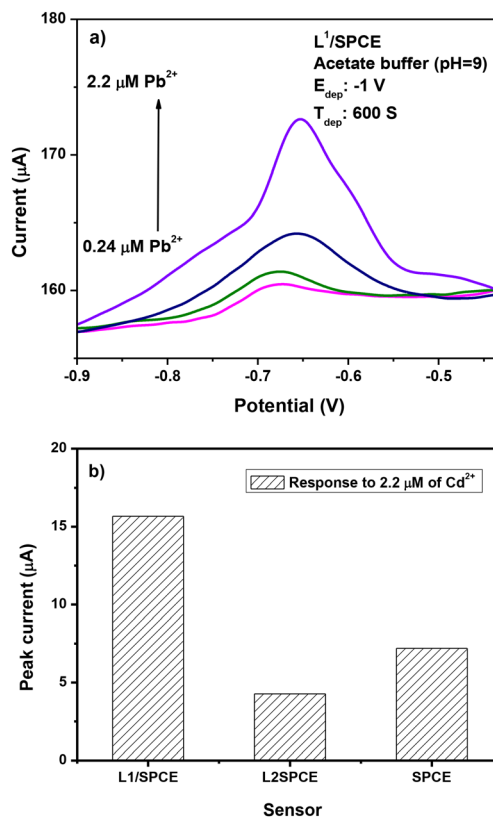 a)
L¹/SPCE
Acetate buffer (pH=9)
E_dep: -1 V
T_dep: 600 S
2.2 μM Pb²⁺
0.24 μM Pb²⁺
180
170
160
Current (μA)
-0.9 -0.8 -0.7 -0.6 -0.5
Potential (V)
b)
Response to 2.2 μM of Cd²⁺
20
15
10
5
0
Peak current (μA)
L1/SPCE L2SPCE SPCE
Sensor